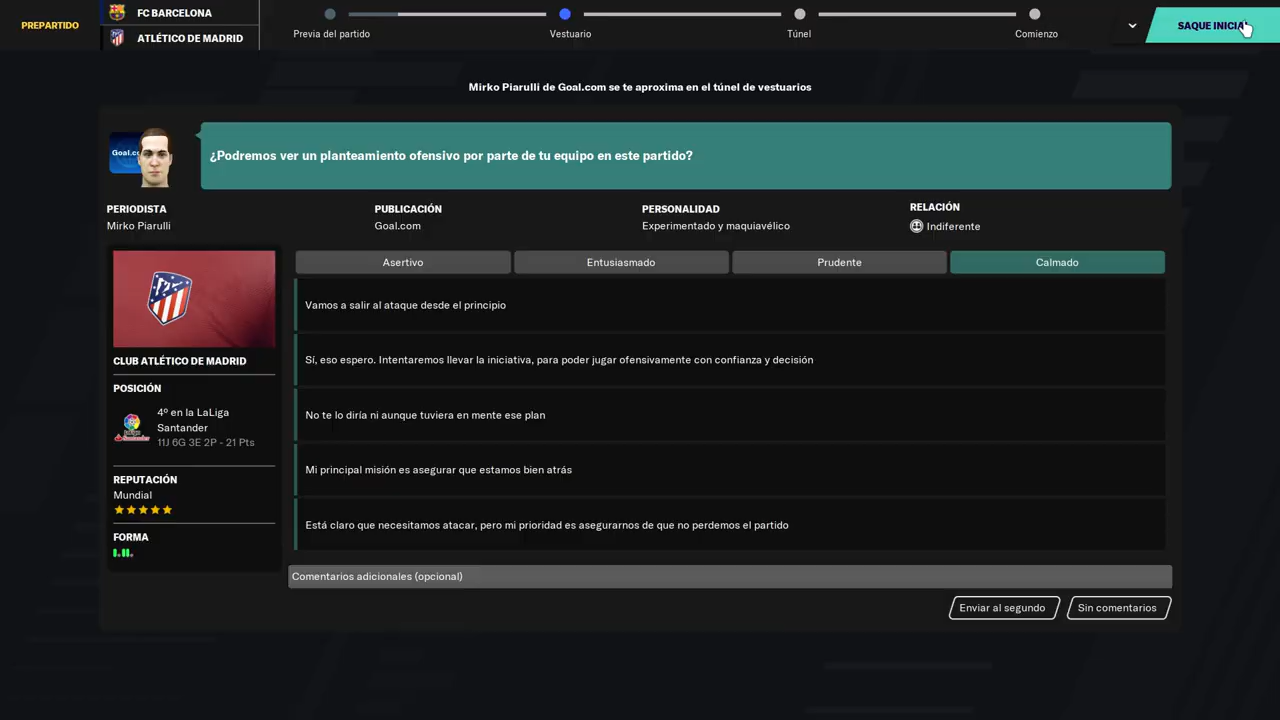 PREPARTIDO
FC BARCELONA
ATLÉTICO DE MADRID
Previa del partido
Vestuario
Túnel
Comienzo
SAQUE INICIAL
Mirko Piarulli de Goal.com se te aproxima en el túnel de vestuarios
Goal.c
¿Podremos ver un planteamiento ofensivo por parte de tu equipo en este partido?
PERIODISTA
Mirko Piarulli
PUBLICACIÓN
Goal.com
PERSONALIDAD
Experimentado y maquiavélico
RELACIÓN
Indiferente
Asertivo
Entusiasmado
Prudente
Calmado
Vamos a salir al ataque desde el principio
Sí, eso espero. Intentaremos llevar la iniciativa, para poder jugar ofensivamente con confianza y decisión
No te lo diría ni aunque tuviera en mente ese plan
Mi principal misión es asegurar que estamos bien atrás
Está claro que necesitamos atacar, pero mi prioridad es asegurarnos de que no perdemos el partido
CLUB ATLÉTICO DE MADRID
POSICIÓN
4º en la LaLiga
Santander
11J 6G 3E 2P - 21 Pts
REPUTACIÓN
Mundial
FORMA
Comentarios adicionales (opcional)
Enviar al segundo
Sin comentarios